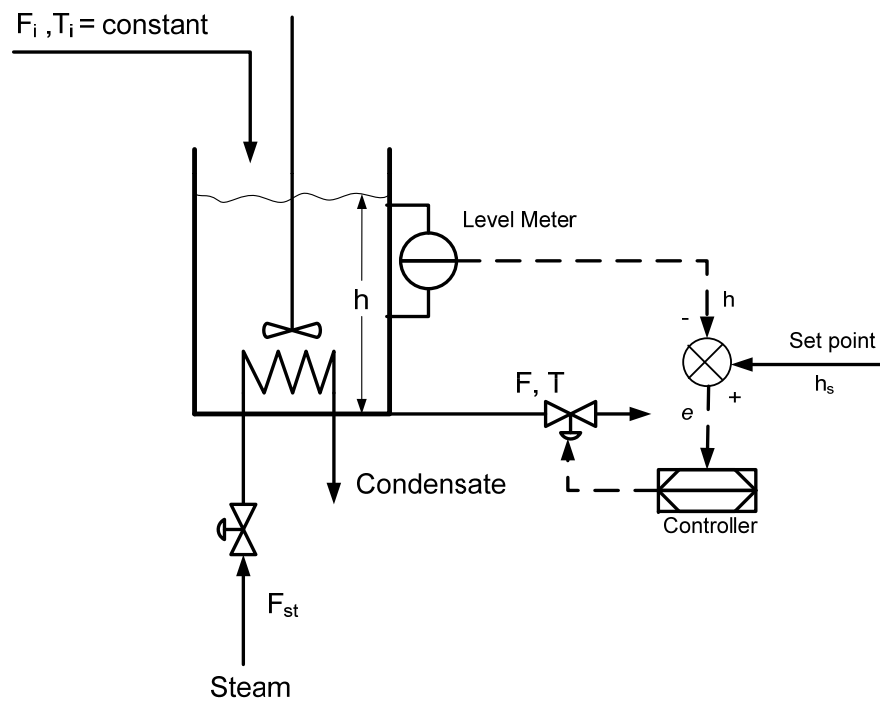 Fi ,Ti = constant
Level Meter
h
h
-
Set point
hs
+
e
F, T
Controller
Condensate
Fst
Steam